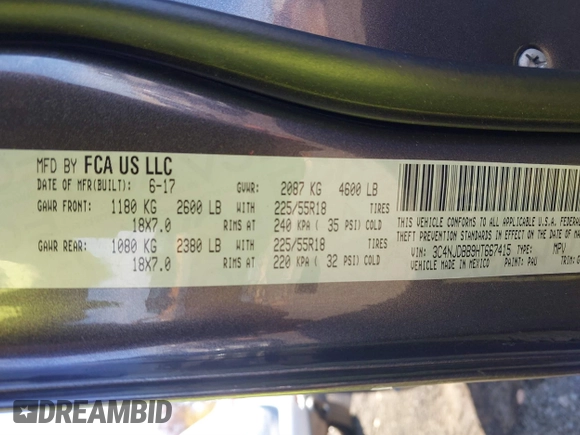 MFD BY FCA US LLC
DATE OF MFR(BUILT): 6-17 GVWR: 2087 KG 4600 LB
GAWR FRONT: 1180 KG 2600 LB WITH 225/55R18 TIRES
18X7.0 RIMS AT 240 KPA ( 35 PSI) COLD
GAWR REAR: 1080 KG 2380 LB WITH 225/55R18 TIRES
18X7.0 RIMS AT 220 KPA ( 32 PSI) COLD
THIS VEHICLE CONFORMS TO ALL APPLICABLE U.S.A. FEDERAL
THEFT PREVENTION STANDARDS IN EFFECT ON THE DATE OF
VIN: 3C4NJDBB9HT667415 TYPE: MPV
VEHICLE MADE IN MEXICO PAINT: PAU TRIM:
DREAMBID